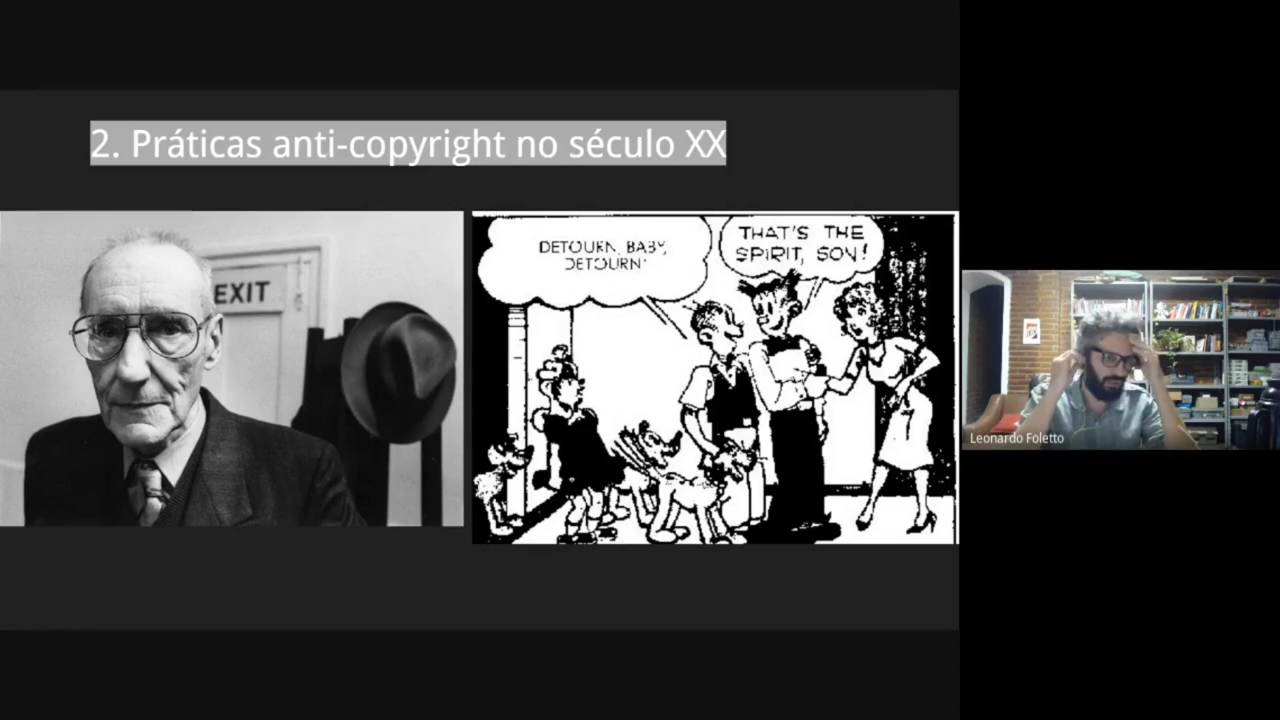 2. Práticas anti-copyright no século XX
EXIT
DETOURN, BABY,
DETOURN!
THAT'S THE
SPIRIT, SON!
Leonardo Foletto